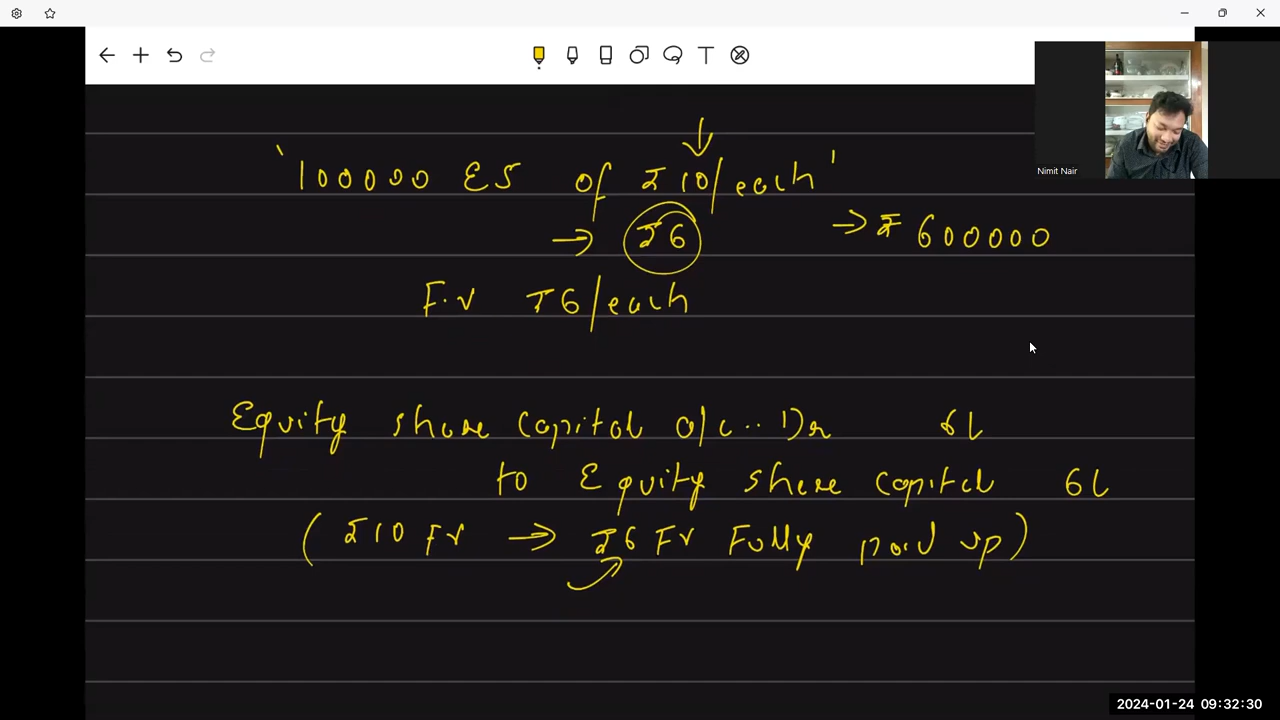 Nimit Nair
'100000 ES of ₹10/each'
→ ₹6 ⇒ ₹ 600000
F.V ₹6/each
Equity share capital a/c .. Dr 6L
to Equity share capital 6L
(₹10 FV → ₹6 FV Fully paid up)
2024-01-24 09:32:30